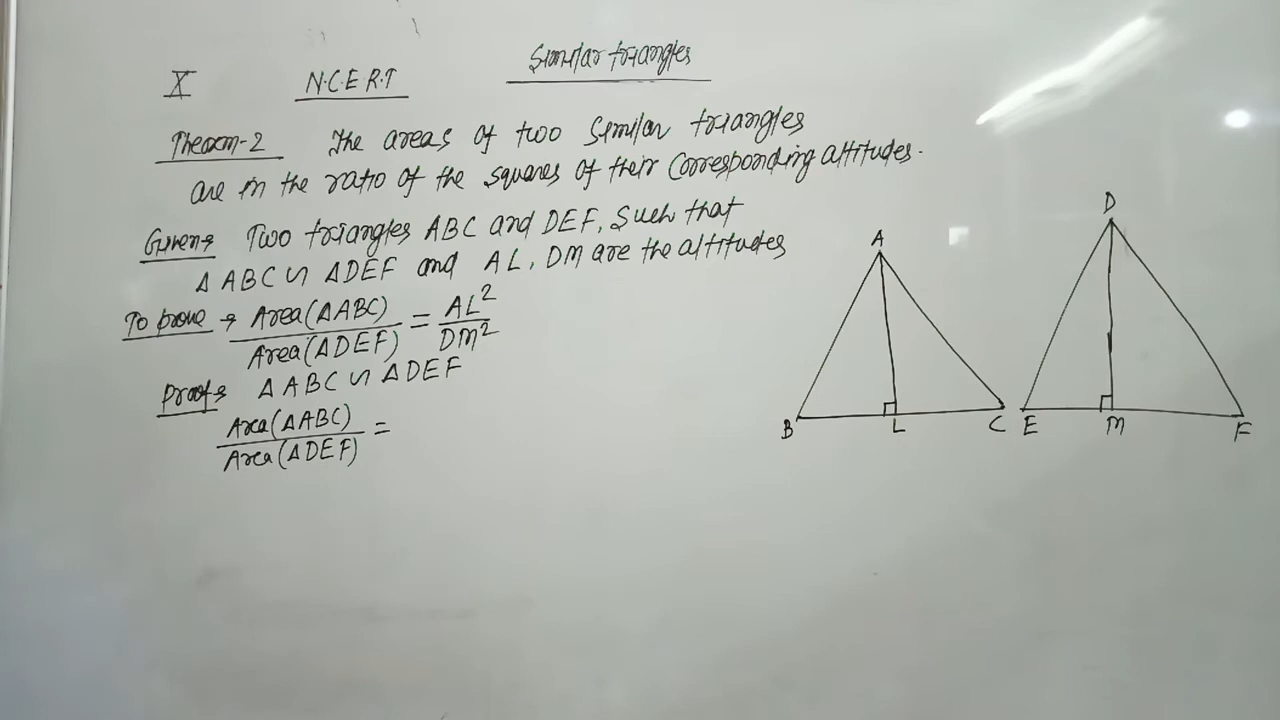 X N.C.E.R.T Similar triangles
Theorem-2 The areas of two similar triangles
are in the ratio of the squares of their Corresponding altitudes.
Given→ Two triangles ABC and DEF, Such that
Δ ABC ∽ ΔDEF and AL, DM are the altitudes
To prove → Area(ΔABC) / Area(ΔDEF) = AL² / DM²
Proof→ ΔABC ∽ ΔDEF
Area(ΔABC) / Area(ΔDEF) =
A
B L C
D
E M F